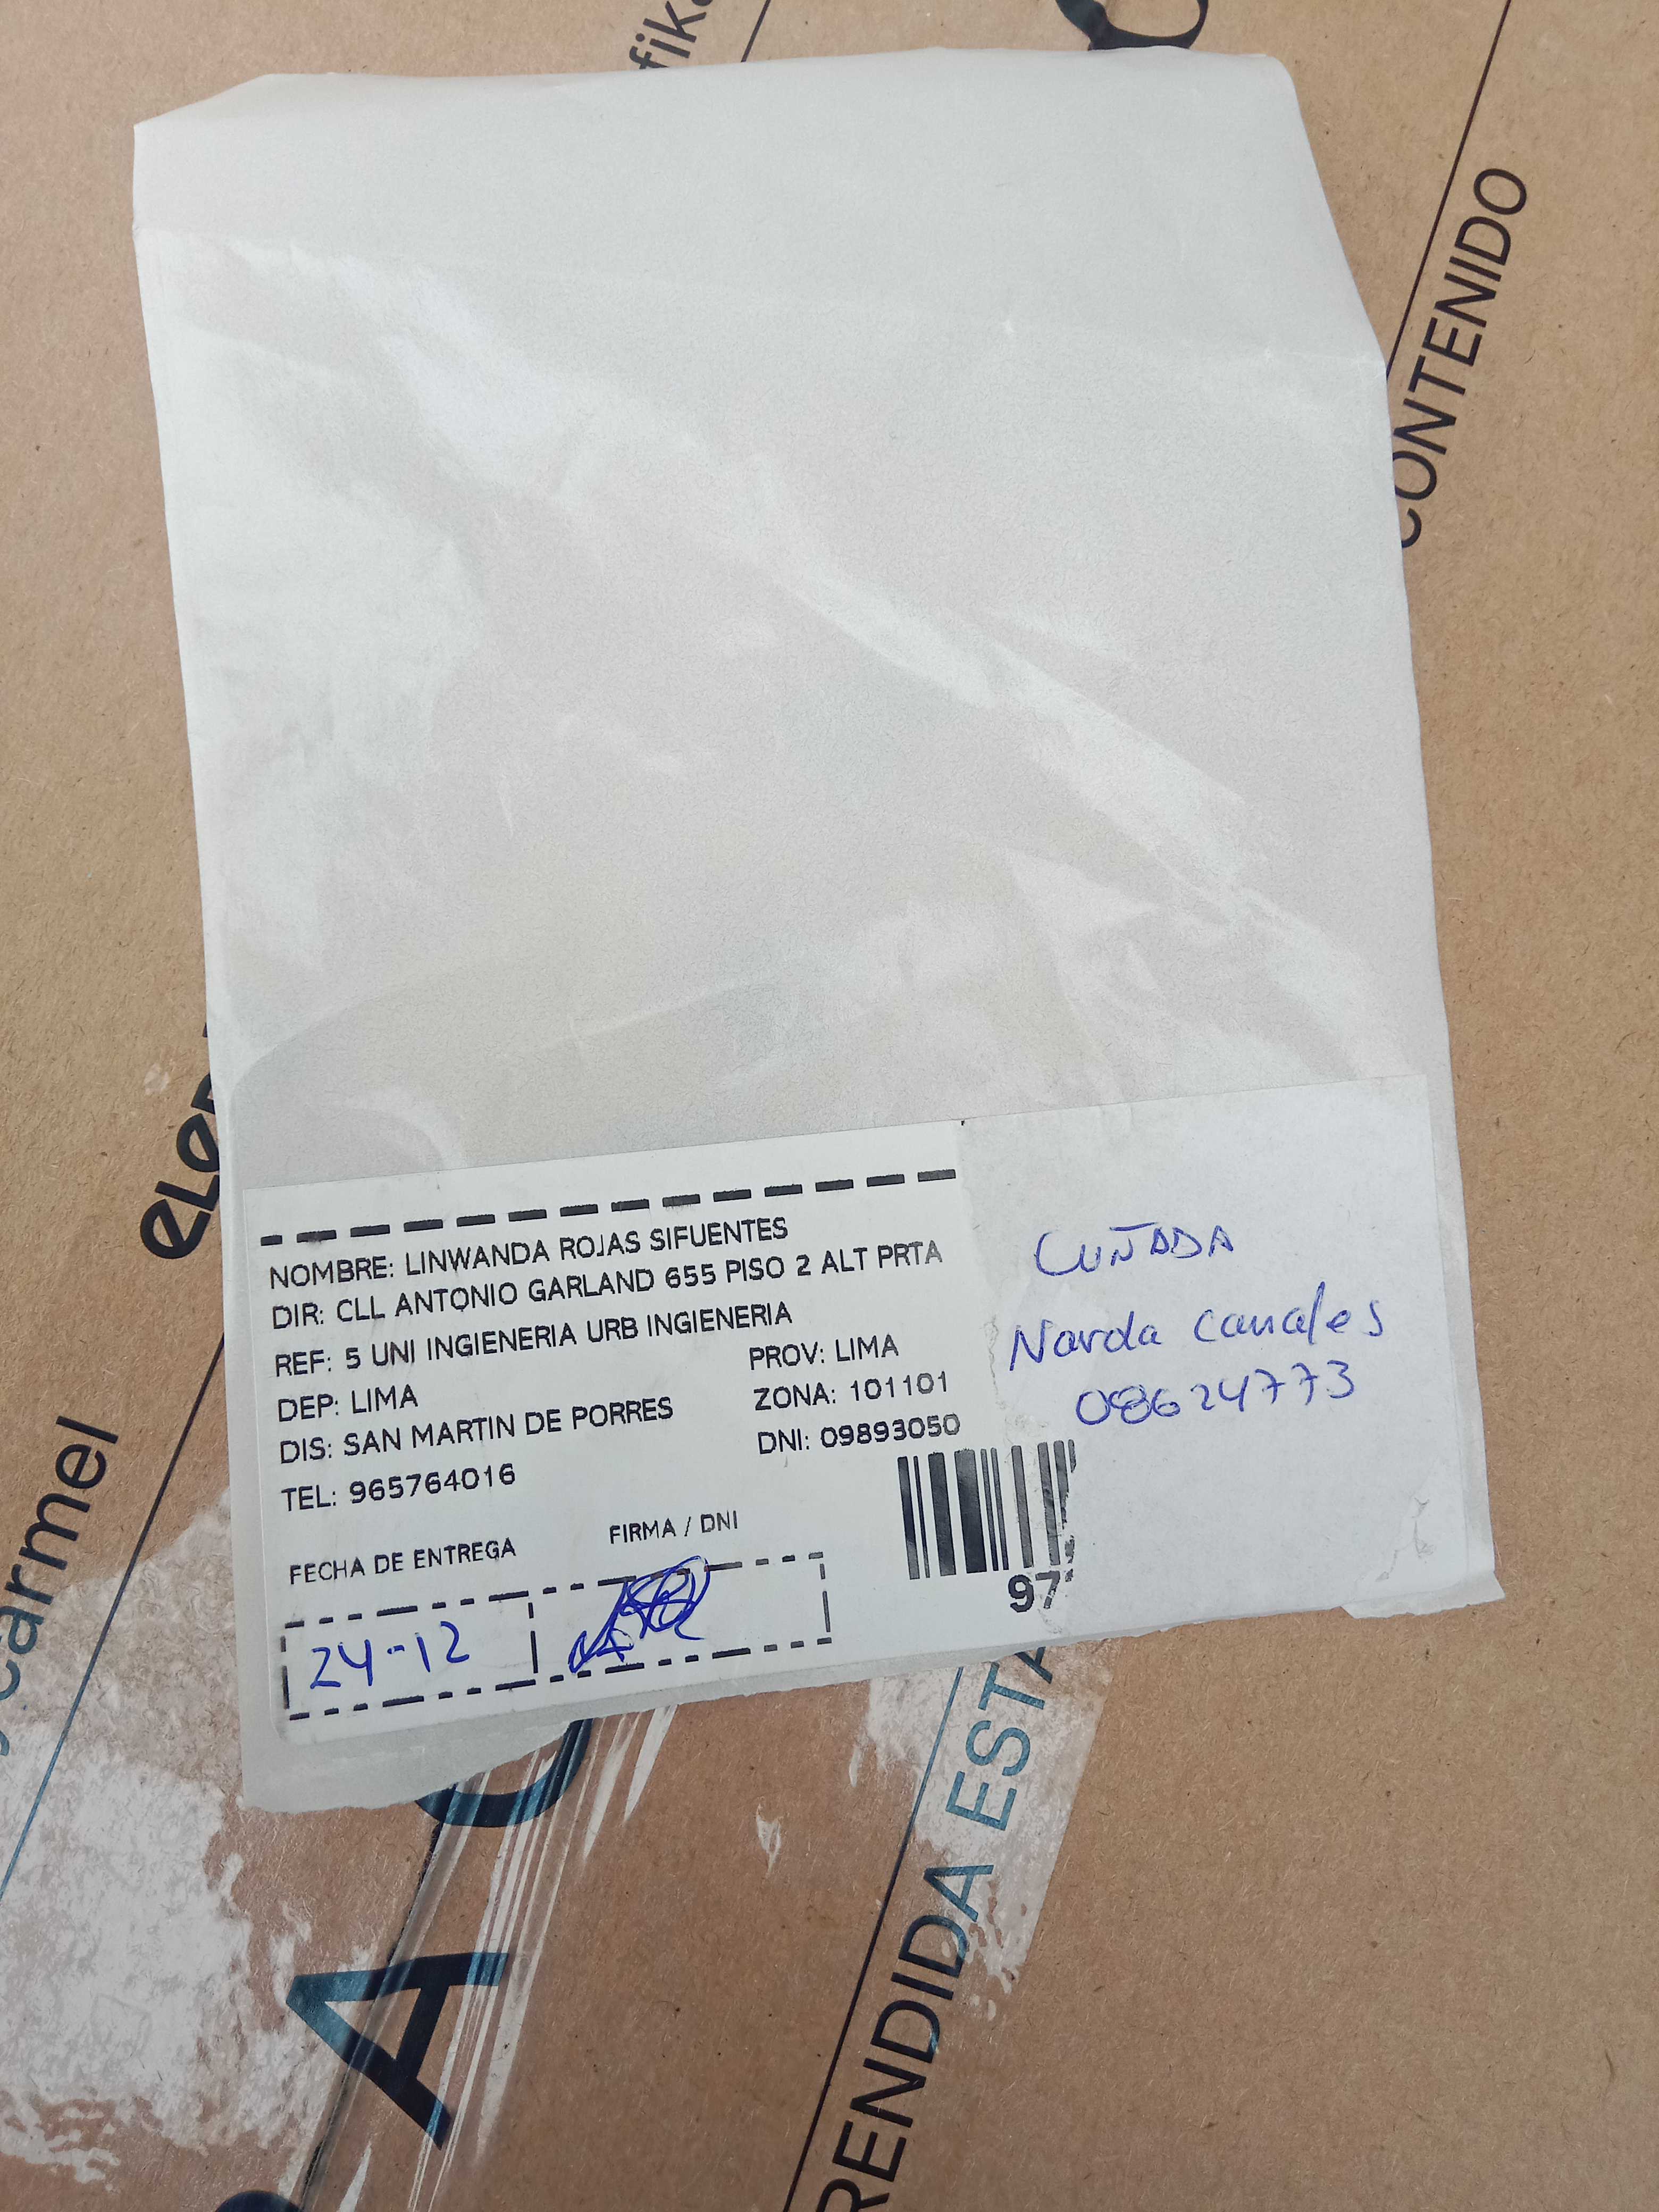 NOMBRE: LINWANDA ROJAS SIFUENTES
DIR: CLL ANTONIO GARLAND 655 PISO 2 ALT PRTA
REF: 5 UNI INGIENERIA URB INGIENERIA
DEP: LIMA PROV: LIMA
DIS: SAN MARTIN DE PORRES ZONA: 101101
TEL: 965764016 DNI: 09893050
FECHA DE ENTREGA FIRMA / DNI
24-12
97
CUÑADA
Narda canales
08624773
CONTENIDO
RENDIDA ESTA
carmel
fik
A C